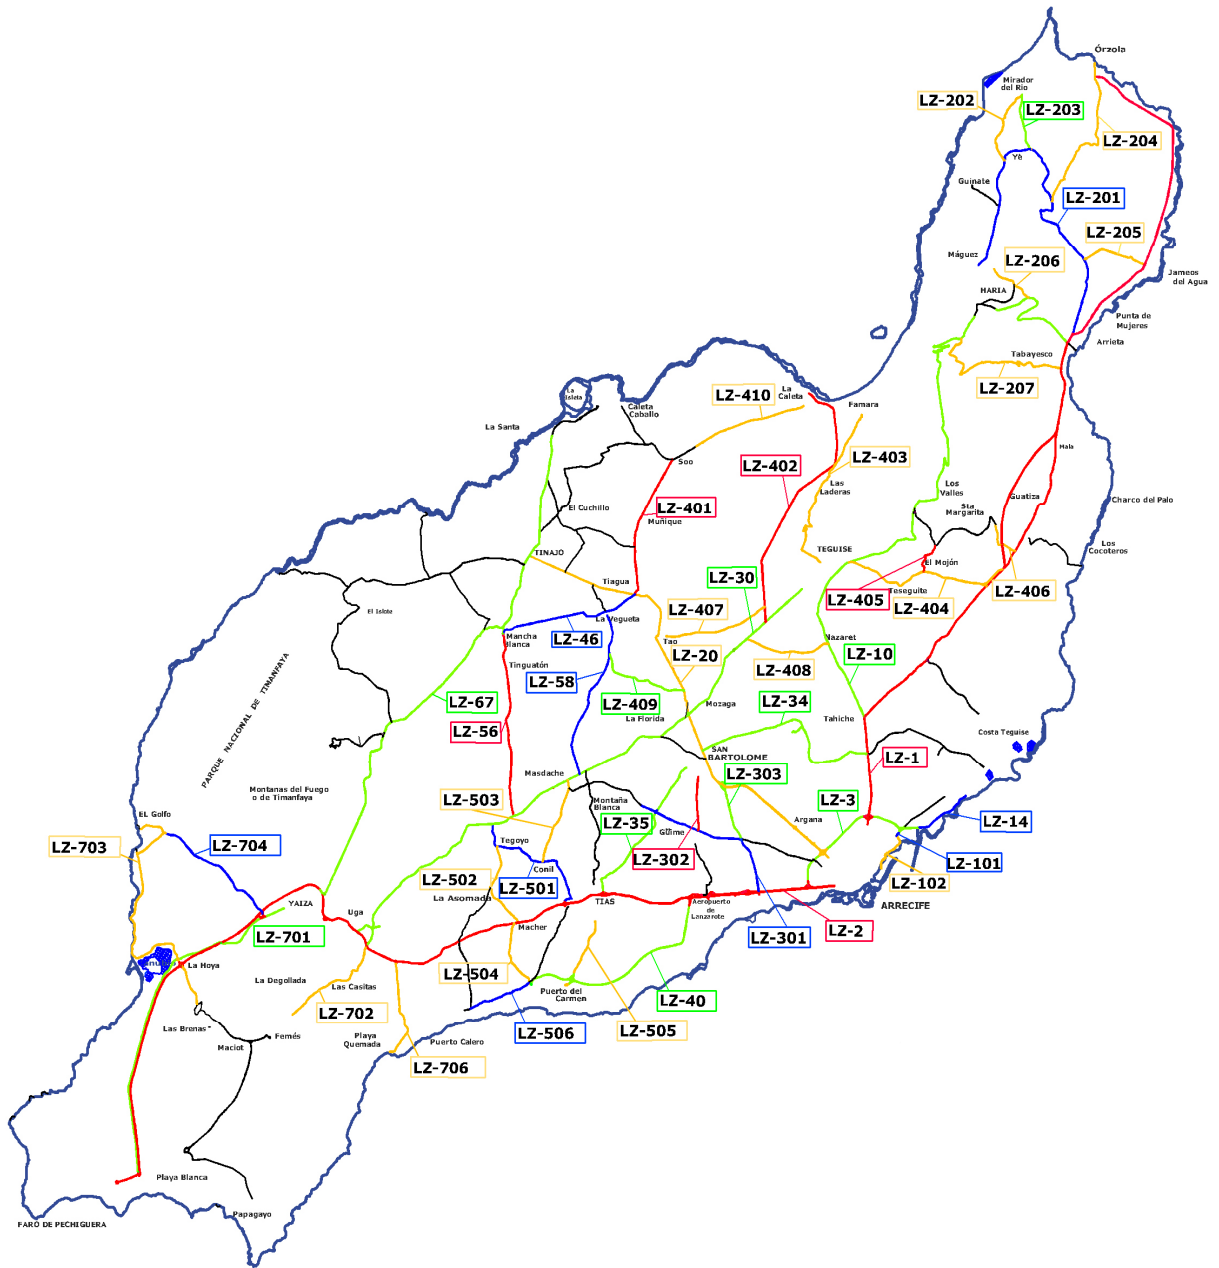 Órzola
Mirador
del Rio
LZ-202
LZ-203
LZ-204
Yé
Guinate
LZ-201
LZ-205
Máguez
LZ-206
Jameos
del Agua
HARIA
Punta de
Mujeres
Arrieta
Tabayesco
LZ-207
La
Isleta
Caleta
Caballo
LZ-410
La
Caleta
Famara
La Santa
Mala
LZ-402
LZ-403
Soo
Las
Laderas
Los
Valles
Guatiza
Charco del Palo
Sta
Margarita
El Cuchillo
LZ-401
Muñique
Los
Cocoteros
TINAJO
TEGUISE
El Mojón
LZ-30
Tiagua
LZ-405
Teseguite
LZ-406
LZ-404
El Islote
LZ-407
La Vegueta
Mancha
Blanca
LZ-46
Tao
Nazaret
LZ-20
LZ-10
LZ-408
Tinguatón
LZ-58
PARQUE NACIONAL DE TIMANFAYA
LZ-67
LZ-409
Mozaga
LZ-34
La Florida
Tahiche
LZ-56
Costa Teguise
SAN
BARTOLOME
LZ-1
Masdache
LZ-303
Montanas del Fuego
o de Timanfaya
LZ-503
Montaña
Blanca
LZ-3
EL Golfo
LZ-35
Argana
LZ-14
Güime
LZ-703
LZ-704
Tegoyo
LZ-302
LZ-101
Conil
LZ-502
LZ-501
LZ-102
La Asomada
TIAS
Aeropuerto
de
Lanzarote
YAIZA
Uga
ARRECIFE
Macher
LZ-2
LZ-701
LZ-301
La Hoya
LZ-504
La Degollada
Las Casitas
Puerto del
Carmen
LZ-40
LZ-702
Las Brenas
LZ-506
LZ-505
Femés
Playa
Quemada
Puerto Calero
Maciot
LZ-706
Playa Blanca
Papagayo
FARO DE PECHIGUERA